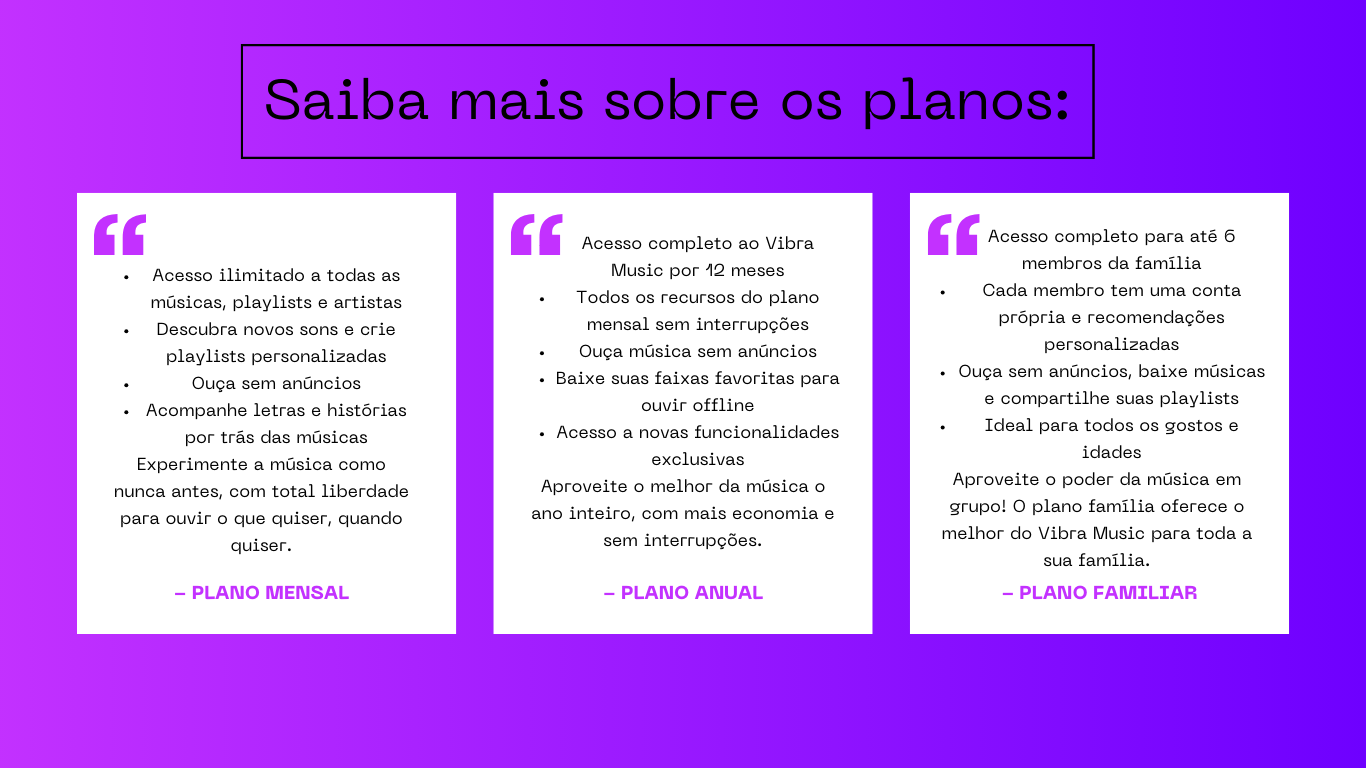 Saiba mais sobre os planos:
• Acesso ilimitado a todas as
músicas, playlists e artistas
• Descubra novos sons e crie
playlists personalizadas
• Ouça sem anúncios
• Acompanhe letras e histórias
por trás das músicas
Experimente a música como
nunca antes, com total liberdade
para ouvir o que quiser, quando
quiser.
– PLANO MENSAL
Acesso completo ao Vibra
Music por 12 meses
• Todos os recursos do plano
mensal sem interrupções
• Ouça música sem anúncios
• Baixe suas faixas favoritas para
ouvir offline
• Acesso a novas funcionalidades
exclusivas
Aproveite o melhor da música o
ano inteiro, com mais economia e
sem interrupções.
– PLANO ANUAL
Acesso completo para até 6
membros da família
• Cada membro tem uma conta
própria e recomendações
personalizadas
• Ouça sem anúncios, baixe músicas
e compartilhe suas playlists
• Ideal para todos os gostos e
idades
Aproveite o poder da música em
grupo! O plano família oferece o
melhor do Vibra Music para toda a
sua família.
– PLANO FAMILIAR